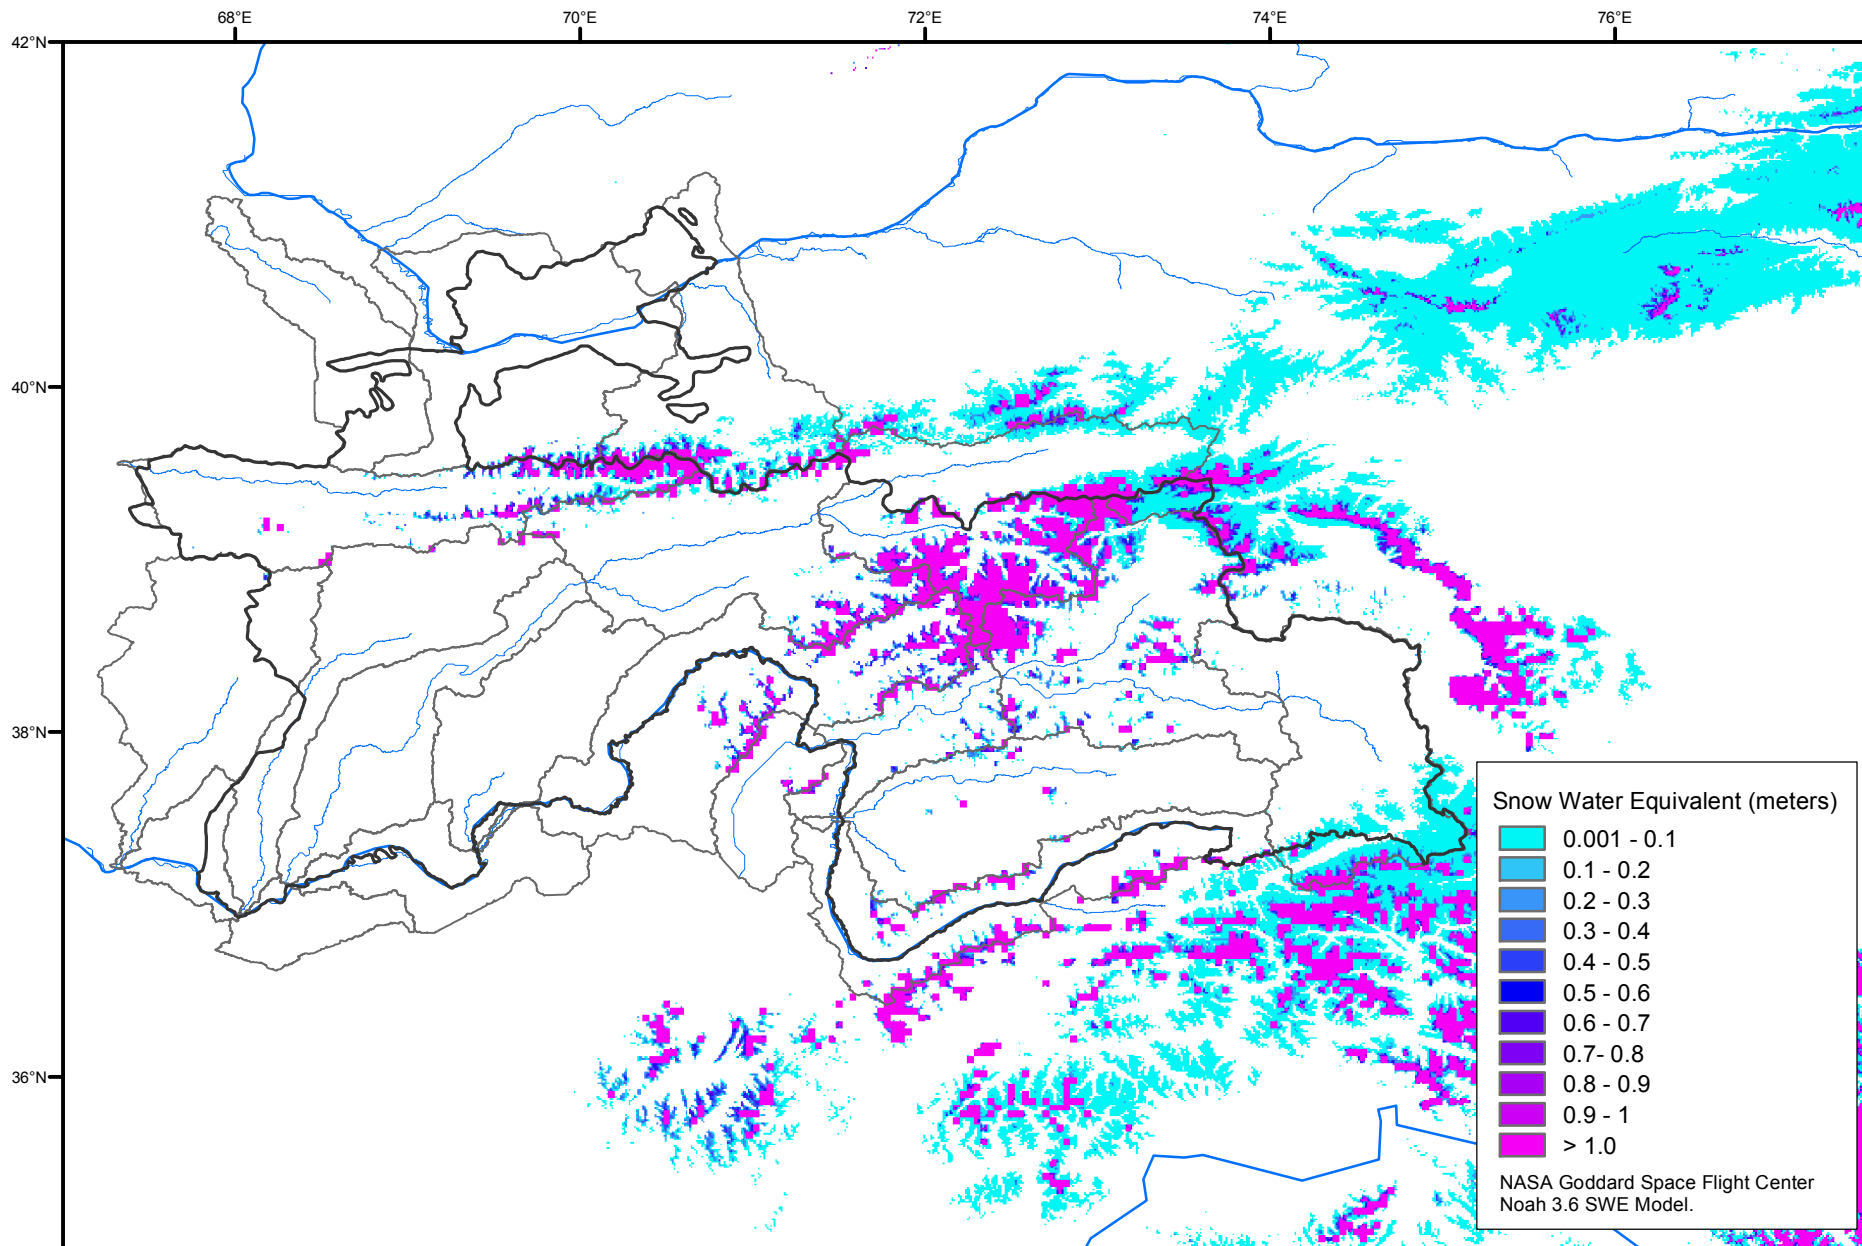 68°E 70°E 72°E 74°E 76°E
42°N
40°N
38°N
36°N
Snow Water Equivalent (meters)
0.001 - 0.1
0.1 - 0.2
0.2 - 0.3
0.3 - 0.4
0.4 - 0.5
0.5 - 0.6
0.6 - 0.7
0.7- 0.8
0.8 - 0.9
0.9 - 1
> 1.0
NASA Goddard Space Flight Center
Noah 3.6 SWE Model.